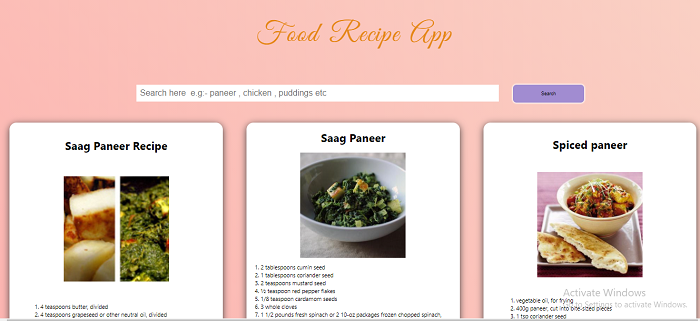 Food Recipe App
Search here e.g:- paneer , chicken , puddings etc
Search
Saag Paneer Recipe
1. 4 teaspoons butter, divided
2. 4 teaspoons grapeseed or other neutral oil, divided
Saag Paneer
1. 2 tablespoons cumin seed
2. 1 tablespoons coriander seed
3. 2 teaspoons mustard seed
4. ½ teaspoon red pepper flakes
5. 1/8 teaspoon cardamom seeds
6. 3 whole cloves
7. 1 1/2 pounds fresh spinach or 2 10-oz packages frozen chopped spinach,
Spiced paneer
1. vegetable oil, for frying
2. 400g paneer, cut into bite-sized pieces
3. 1 tsp coriander seed
Activate Windows
Go to Settings to activate Windows.